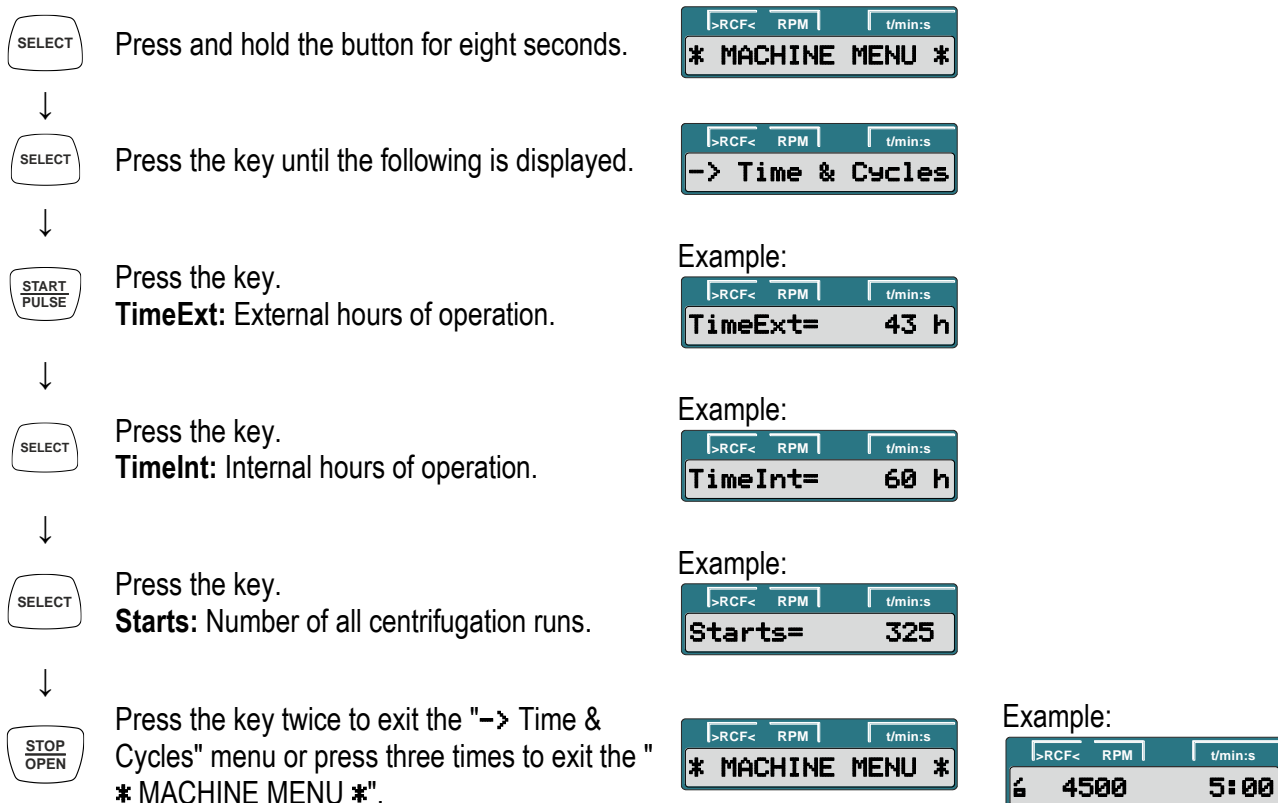 SELECT
Press and hold the button for eight seconds.
>RCF< RPM t/min:s
* MACHINE MENU *
↓
SELECT
Press the key until the following is displayed.
>RCF< RPM t/min:s
-> Time & Cycles
↓
START
PULSE
Press the key.
TimeExt: External hours of operation.
Example:
>RCF< RPM t/min:s
TimeExt= 43 h
↓
SELECT
Press the key.
TimeInt: Internal hours of operation.
Example:
>RCF< RPM t/min:s
TimeInt= 60 h
↓
SELECT
Press the key.
Starts: Number of all centrifugation runs.
Example:
>RCF< RPM t/min:s
Starts= 325
↓
STOP
OPEN
Press the key twice to exit the "-> Time &
Cycles" menu or press three times to exit the "
* MACHINE MENU *".
>RCF< RPM t/min:s
* MACHINE MENU *
Example:
>RCF< RPM t/min:s
4500 5:00